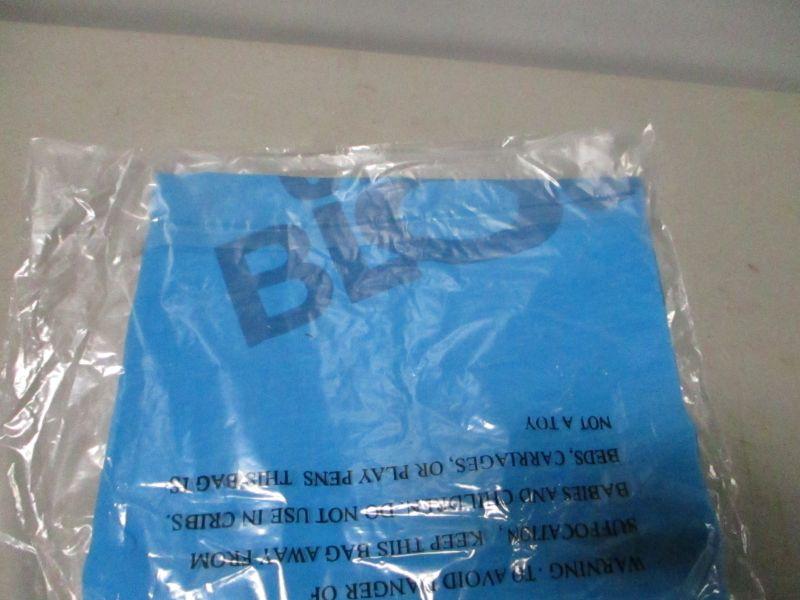 WARNING - TO AVOID DANGER OF
SUFFOCATION, KEEP THIS BAG AWAY FROM
BABIES AND CHILDREN. DO NOT USE IN CRIBS.
BEDS, CARRIAGES, OR PLAY PENS THIS BAG IS
NOT A TOY